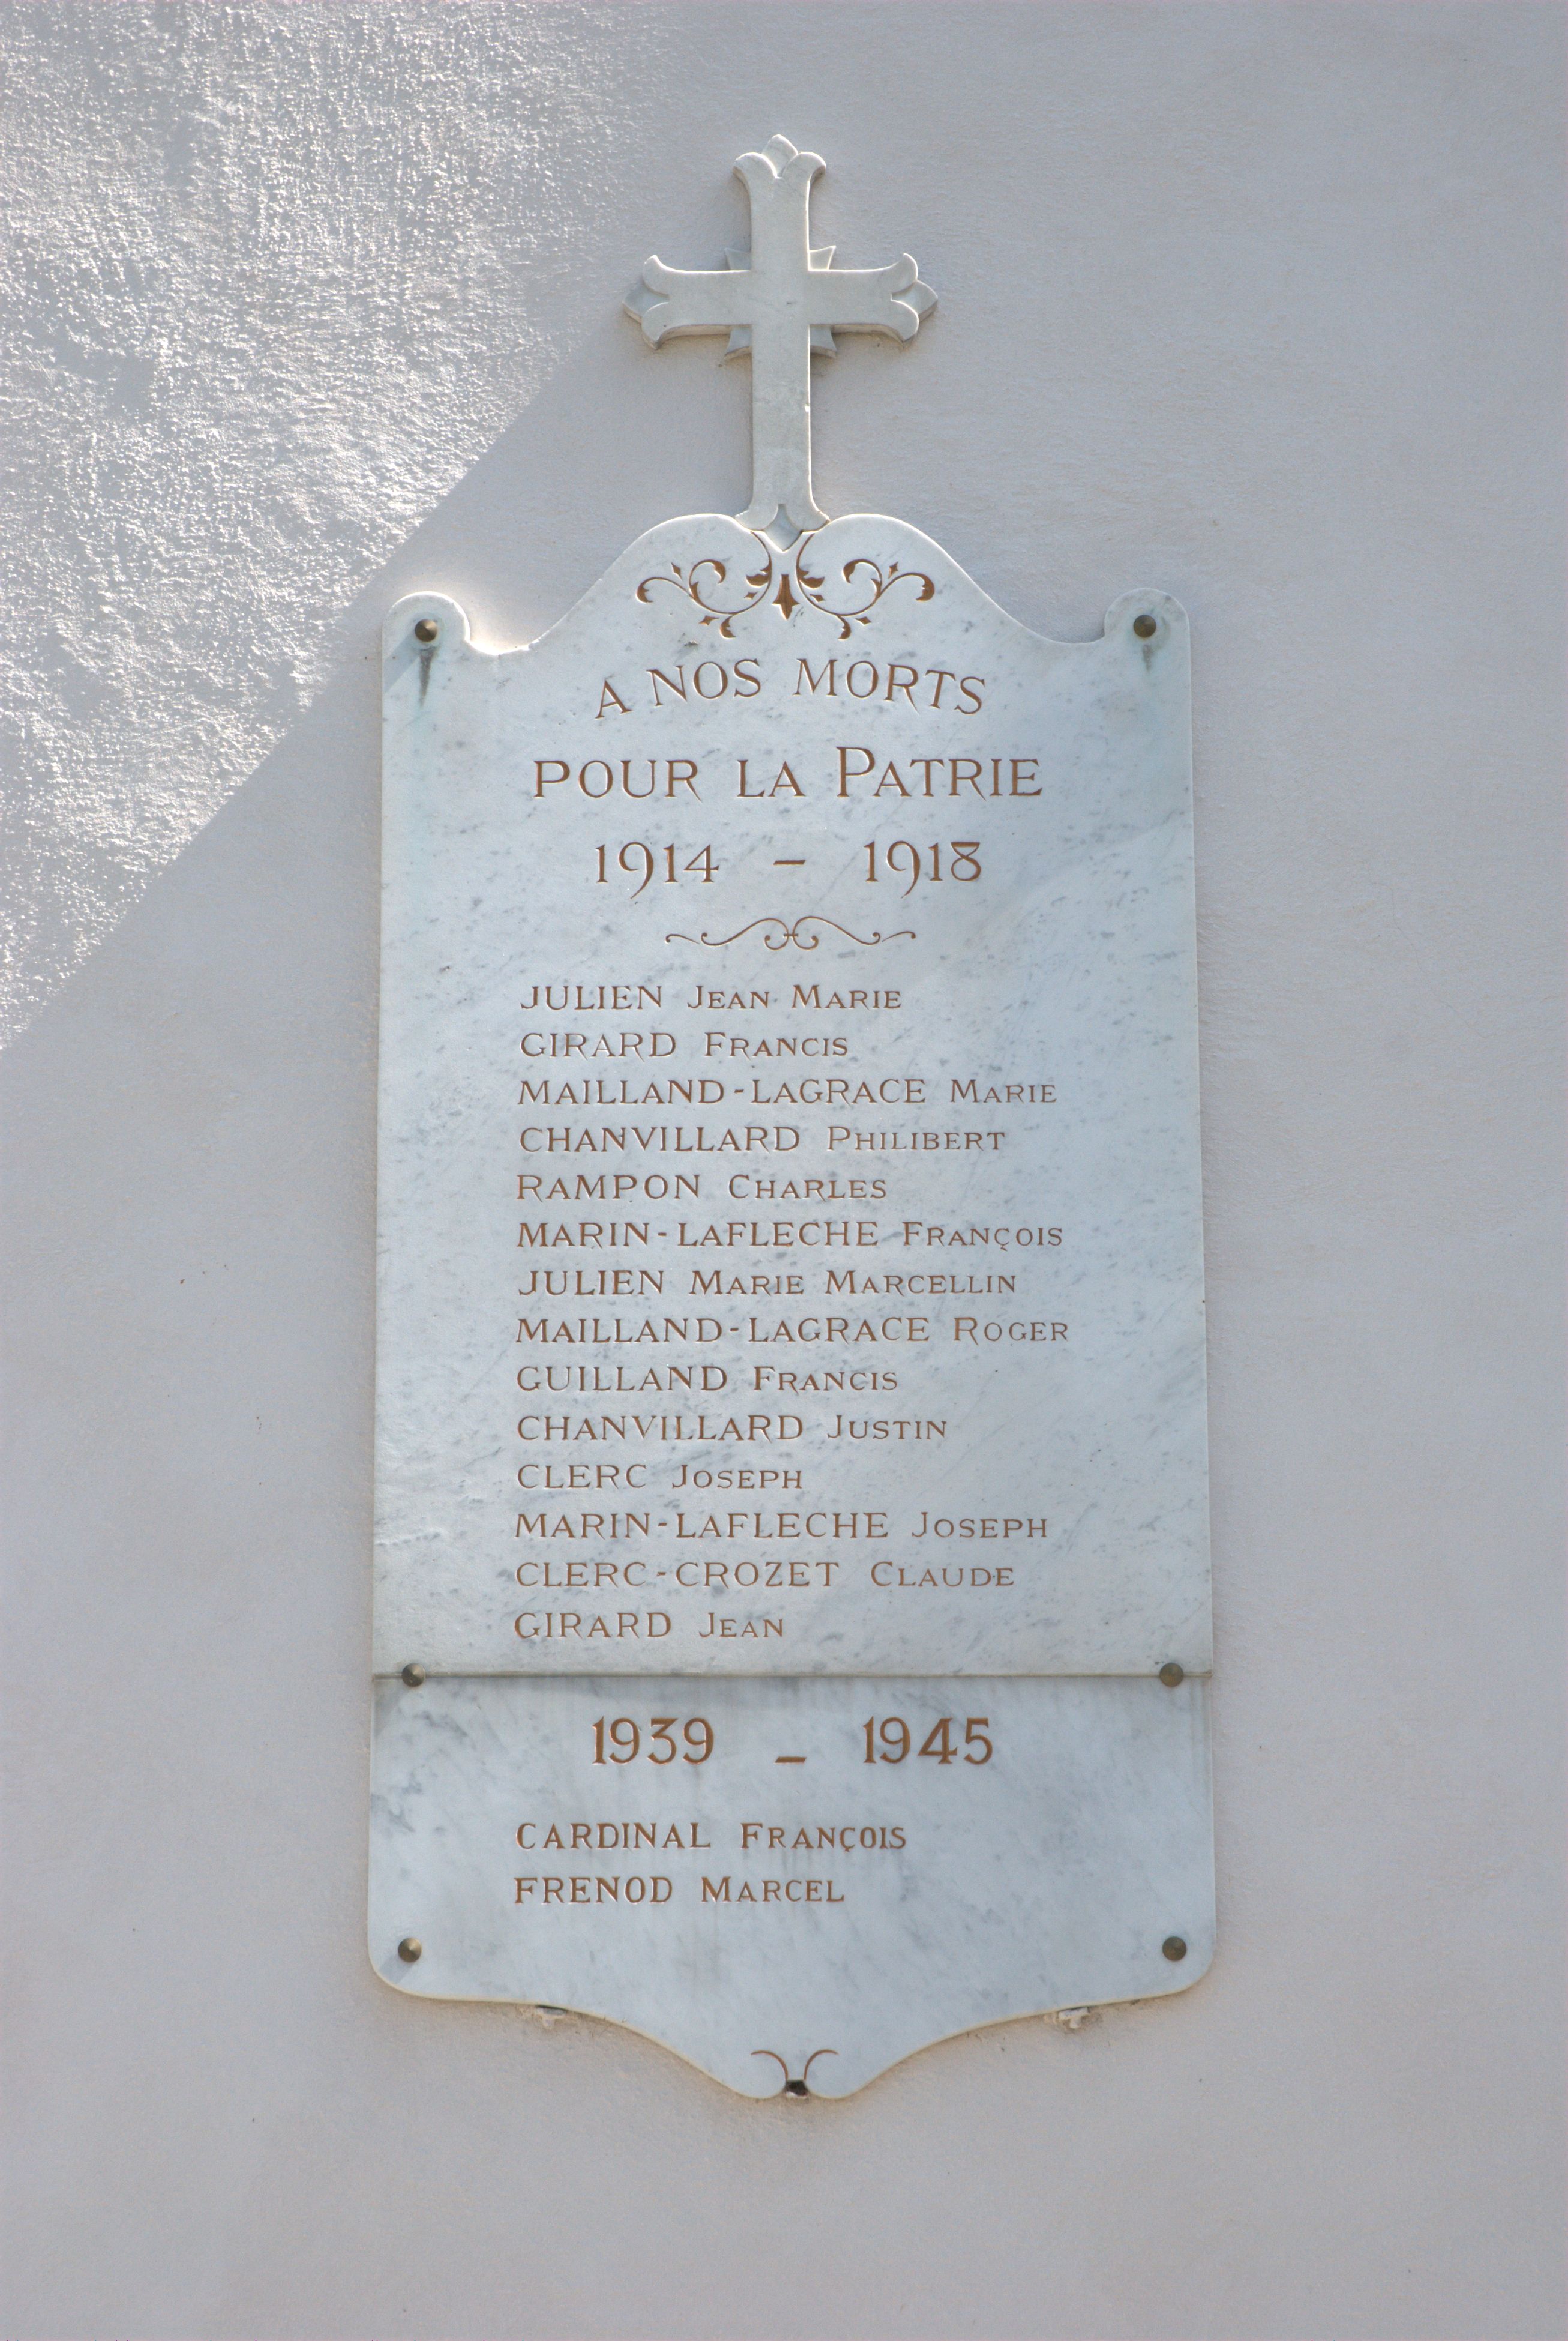 A NOS MORTS
POUR LA PATRIE
1914 - 1918
JULIEN JEAN MARIE
GIRARD FRANCIS
MAILLAND-LAGRACE MARIE
CHANVILLARD PHILIBERT
RAMPON CHARLES
MARIN-LAFLECHE FRANÇOIS
JULIEN MARIE MARCELLIN
MAILLAND-LAGRACE ROGER
GUILLAND FRANCIS
CHANVILLARD JUSTIN
CLERC JOSEPH
MARIN-LAFLECHE JOSEPH
CLERC-CROZET CLAUDE
GIRARD JEAN
1939 - 1945
CARDINAL FRANÇOIS
FRENOD MARCEL